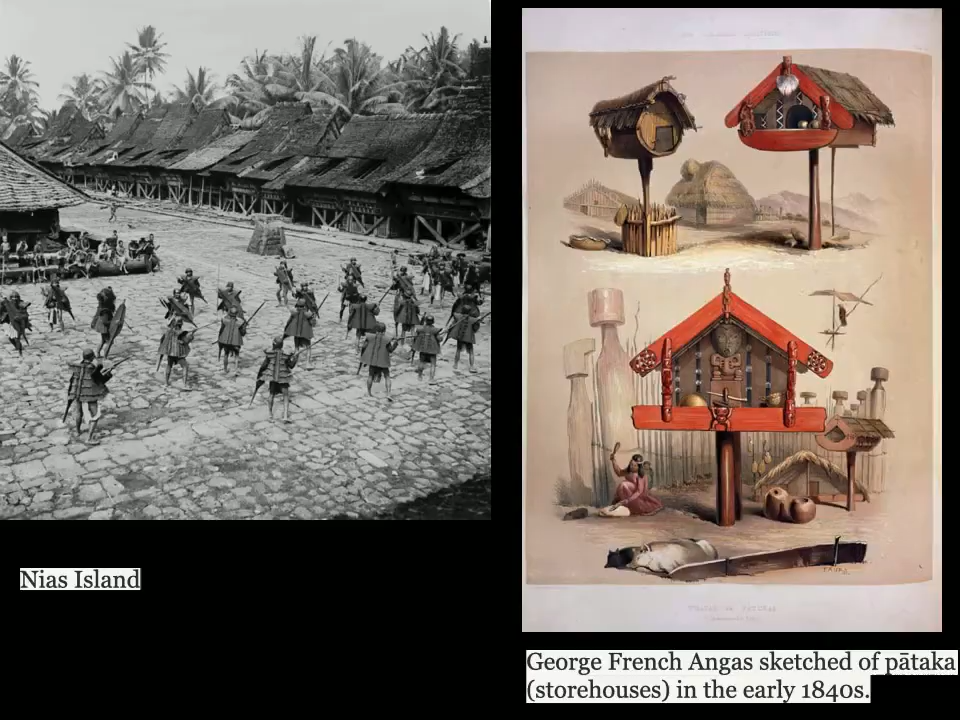 Nias Island
George French Angas sketched of pātaka
(storehouses) in the early 1840s.